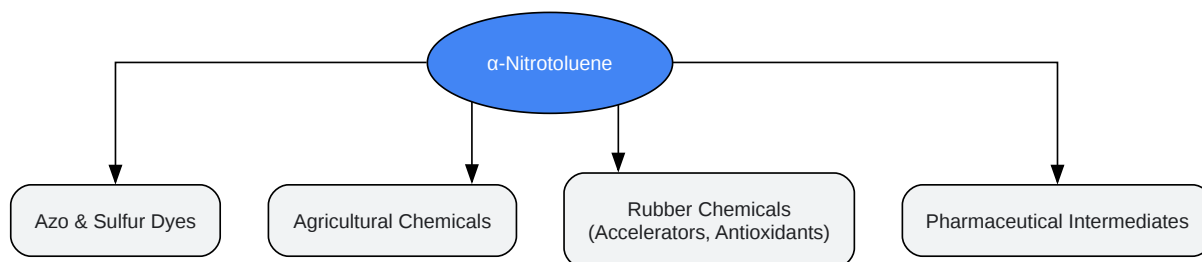 α-Nitrotoluene
Azo & Sulfur Dyes
Agricultural Chemicals
Rubber Chemicals
(Accelerators, Antioxidants)
Pharmaceutical Intermediates